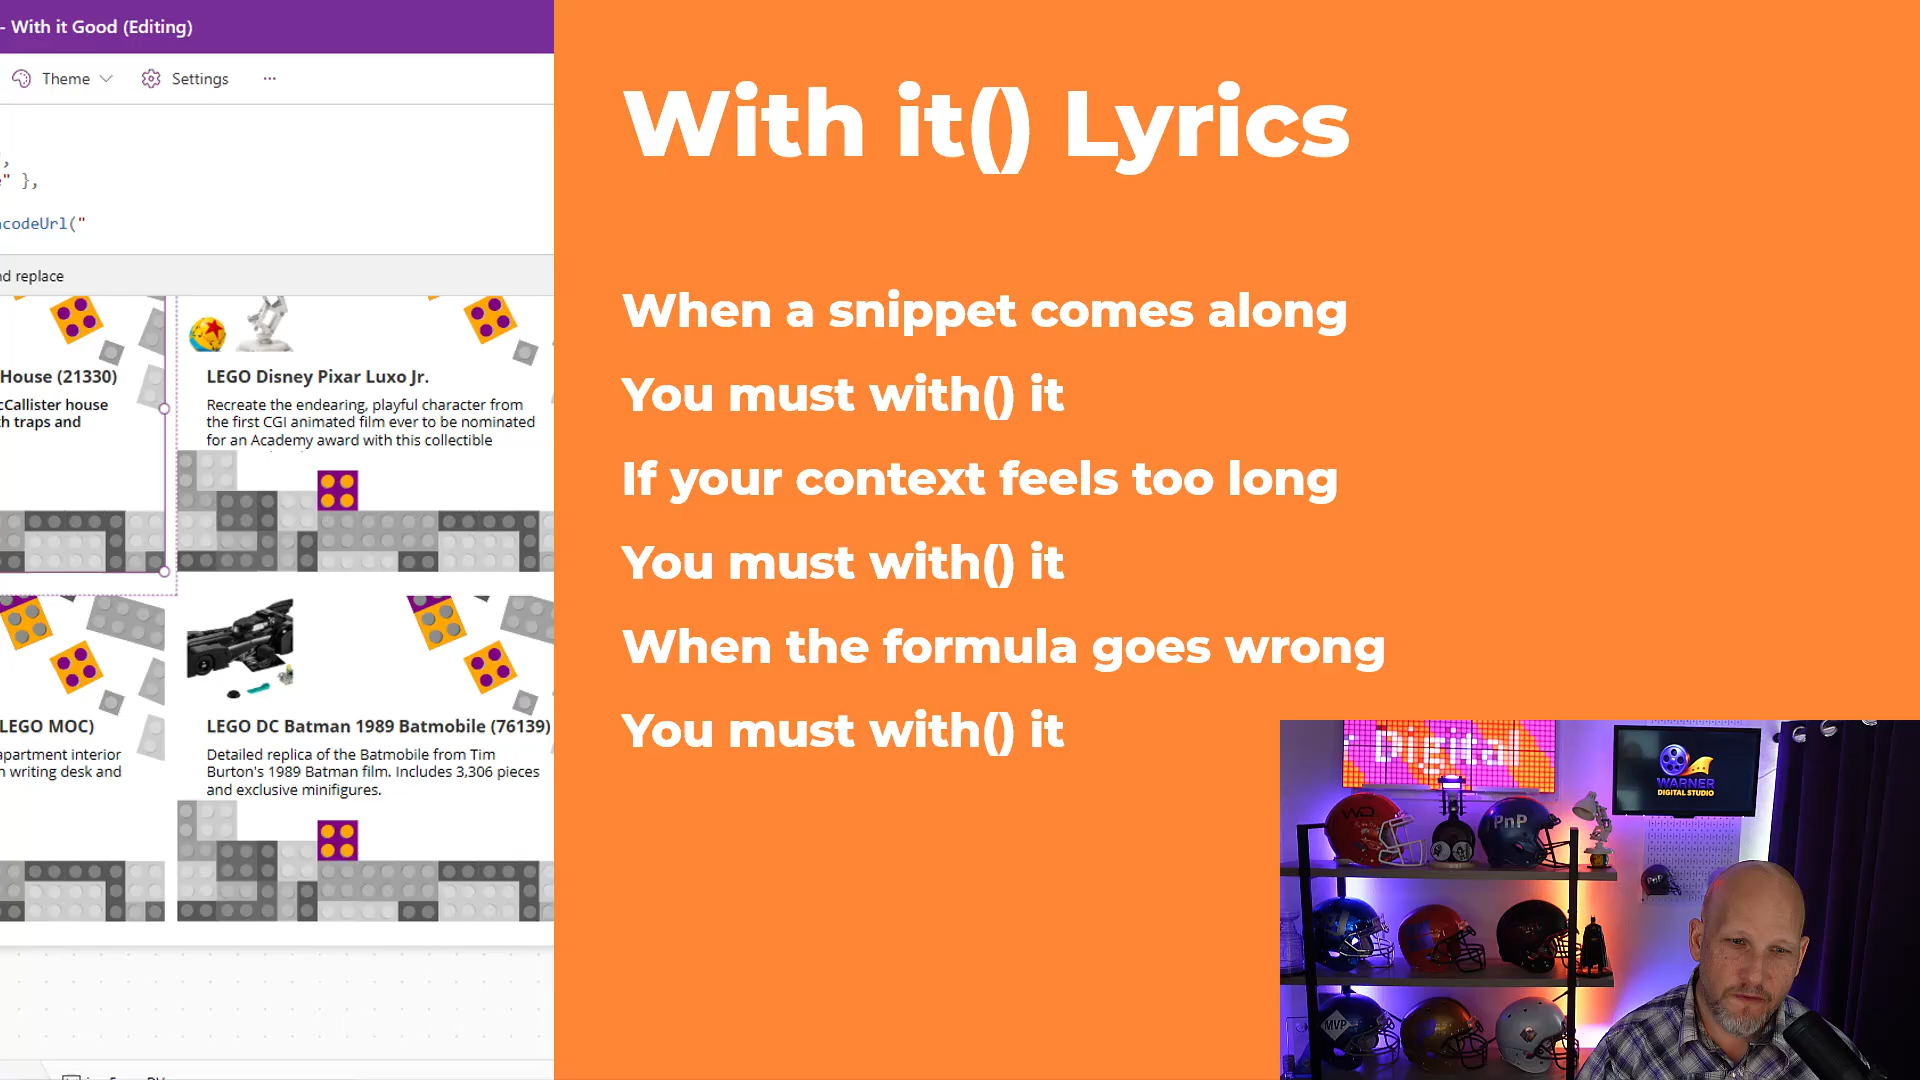 - With it Good (Editing)
Theme
Settings
...
,
" },
codeUrl("
nd replace
House (21330)
cCallister house
h traps and
LEGO Disney Pixar Luxo Jr.
Recreate the endearing, playful character from
the first CGI animated film ever to be nominated
for an Academy award with this collectible
LEGO MOC)
apartment interior
n writing desk and
LEGO DC Batman 1989 Batmobile (76139)
Detailed replica of the Batmobile from Tim
Burton's 1989 Batman film. Includes 3,306 pieces
and exclusive minifigures.
With it() Lyrics
When a snippet comes along
You must with() it
If your context feels too long
You must with() it
When the formula goes wrong
You must with() it
Digital
WARNER
DIGITAL STUDIO
WD
PnP
PnP
MVP